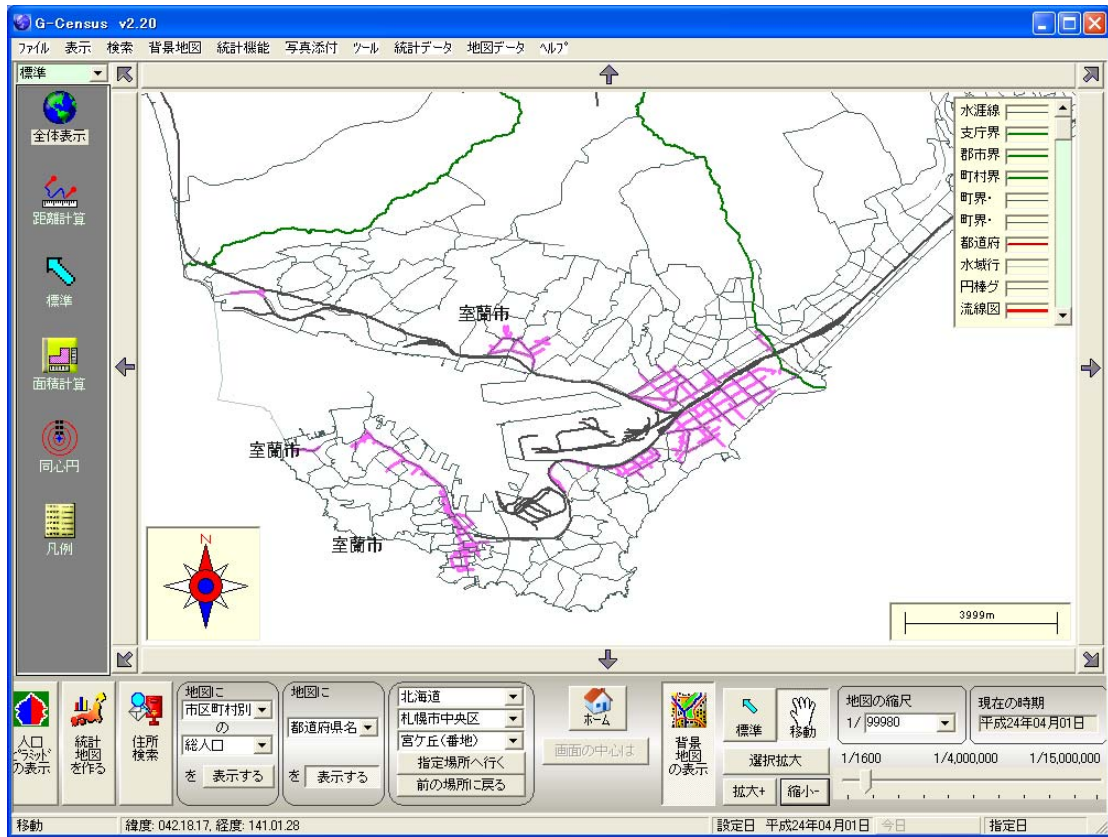 G-Census v2.20
ファイル 表示 検索 背景地図 統計機能 写真添付 ツール 統計データ 地図データ ヘルプ
標準
全体表示
距離計算
標準
面積計算
同心円
凡例
水涯線
支庁界
郡市界
町村界
町界・
町界・
都道府
水域行
円棒グ
流線図
室蘭市
室蘭市
室蘭市
N
3999m
人口
ピラミッド
の表示
統計
地図
を作る
住所
検索
地図に
市区町村別
の
総人口
を 表示する
地図に
都道府県名
を 表示する
北海道
札幌市中央区
宮ケ丘(番地)
指定場所へ行く
前の場所に戻る
ホーム
画面の中心は
背景
地図
の表示
標準 移動
選択拡大
拡大+ 縮小-
地図の縮尺
1/ 99980
現在の時期
平成24年04月01日
1/1600 1/4,000,000 1/15,000,000
移動 緯度: 042.18.17, 経度: 141.01.28 設定日 平成24年04月01日 今日 指定日